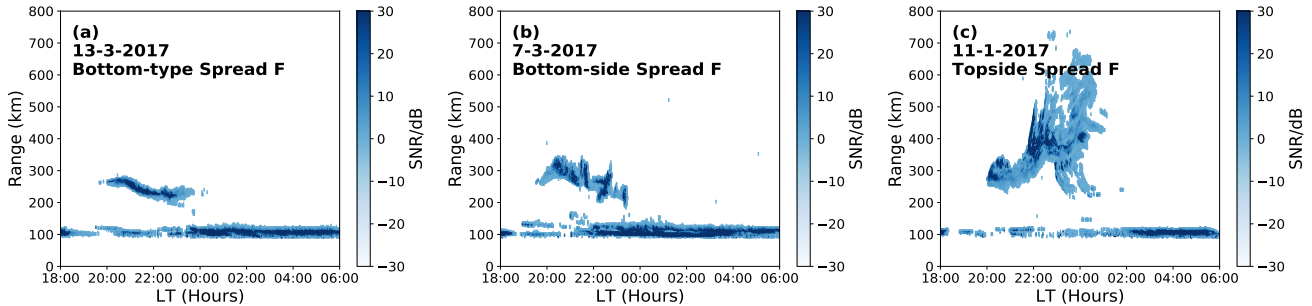 (a)
13-3-2017
Bottom-type Spread F
800
700
600
500
400
300
200
100
0
Range (km)
18:00 20:00 22:00 00:00 02:00 04:00 06:00
LT (Hours)
30
20
10
0
−10
−20
−30
SNR/dB
(b)
7-3-2017
Bottom-side Spread F
800
700
600
500
400
300
200
100
0
Range (km)
18:00 20:00 22:00 00:00 02:00 04:00 06:00
LT (Hours)
30
20
10
0
−10
−20
−30
SNR/dB
(c)
11-1-2017
Topside Spread F
800
700
600
500
400
300
200
100
0
Range (km)
18:00 20:00 22:00 00:00 02:00 04:00 06:00
LT (Hours)
30
20
10
0
−10
−20
−30
SNR/dB